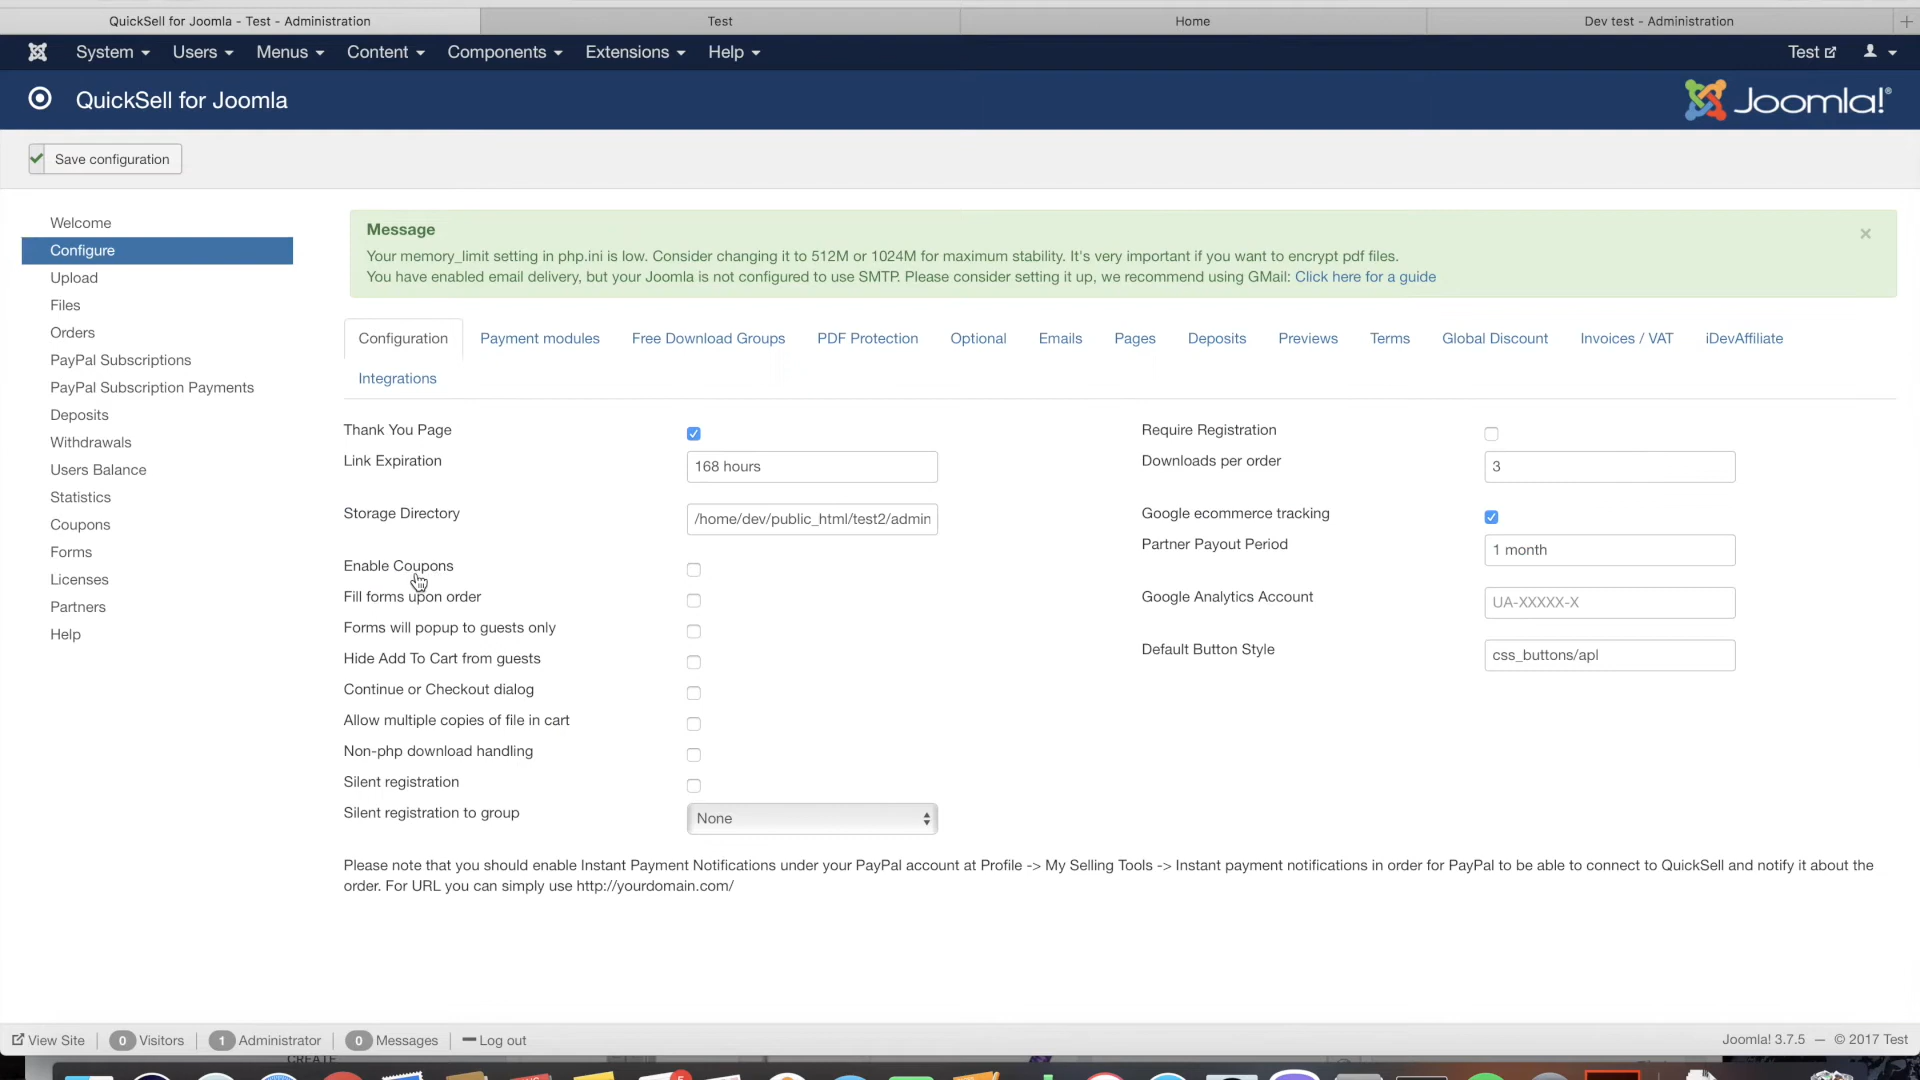 QuickSell for Joomla - Test - Administration
Test
Home
Dev test - Administration
System
Users
Menus
Content
Components
Extensions
Help
Test
QuickSell for Joomla
Joomla!®
Save configuration
Welcome
Configure
Upload
Files
Orders
PayPal Subscriptions
PayPal Subscription Payments
Deposits
Withdrawals
Users Balance
Statistics
Coupons
Forms
Licenses
Partners
Help
Message
Your memory_limit setting in php.ini is low. Consider changing it to 512M or 1024M for maximum stability. It's very important if you want to encrypt pdf files.
You have enabled email delivery, but your Joomla is not configured to use SMTP. Please consider setting it up, we recommend using GMail: Click here for a guide
Configuration
Payment modules
Free Download Groups
PDF Protection
Optional
Emails
Pages
Deposits
Previews
Terms
Global Discount
Invoices / VAT
iDevAffiliate
Integrations
Thank You Page
Link Expiration
168 hours
Storage Directory
/home/dev/public_html/test2/admin
Enable Coupons
Fill forms upon order
Forms will popup to guests only
Hide Add To Cart from guests
Continue or Checkout dialog
Allow multiple copies of file in cart
Non-php download handling
Silent registration
Silent registration to group
None
Require Registration
Downloads per order
3
Google ecommerce tracking
Partner Payout Period
1 month
Google Analytics Account
UA-XXXXX-X
Default Button Style
css_buttons/apl
Please note that you should enable Instant Payment Notifications under your PayPal account at Profile -> My Selling Tools -> Instant payment notifications in order for PayPal to be able to connect to QuickSell and notify it about the
order. For URL you can simply use http://yourdomain.com/
View Site
0 Visitors
1 Administrator
0 Messages
Log out
Joomla! 3.7.5 — © 2017 Test
CREATE
5